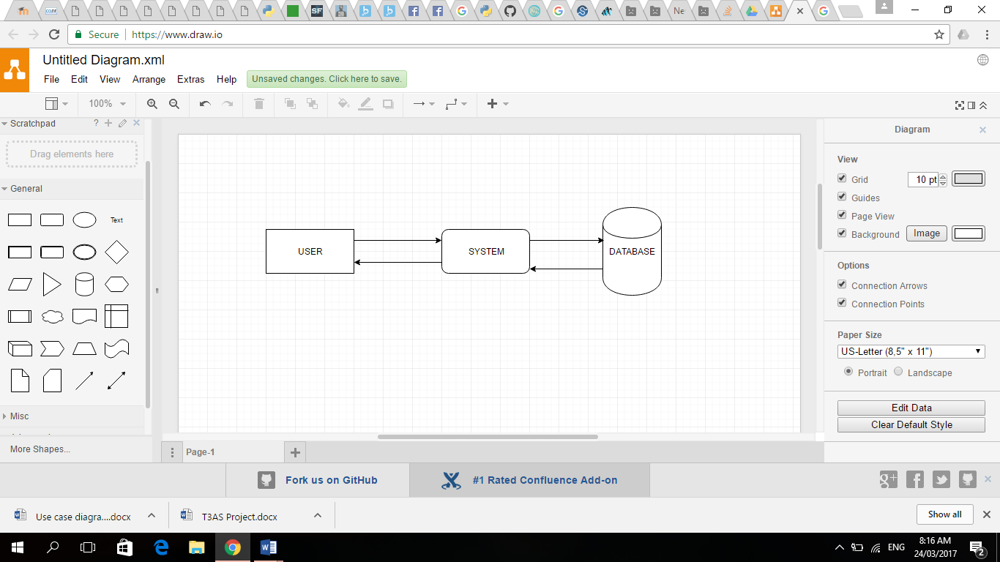 canr
SF
Ne
Secure
https://www.draw.io
Untitled Diagram.xml
File Edit View Arrange Extras Help Unsaved changes. Click here to save.
100%
Scratchpad ?
Drag elements here
General
Text
Misc
More Shapes...
USER
SYSTEM
DATABASE
Diagram
View
Grid 10 pt
Guides
Page View
Background Image
Options
Connection Arrows
Connection Points
Paper Size
US-Letter (8,5" x 11")
Portrait Landscape
Edit Data
Clear Default Style
Page-1
Fork us on GitHub
#1 Rated Confluence Add-on
Use case diagra....docx
T3AS Project.docx
Show all
ENG
8:16 AM
24/03/2017
2